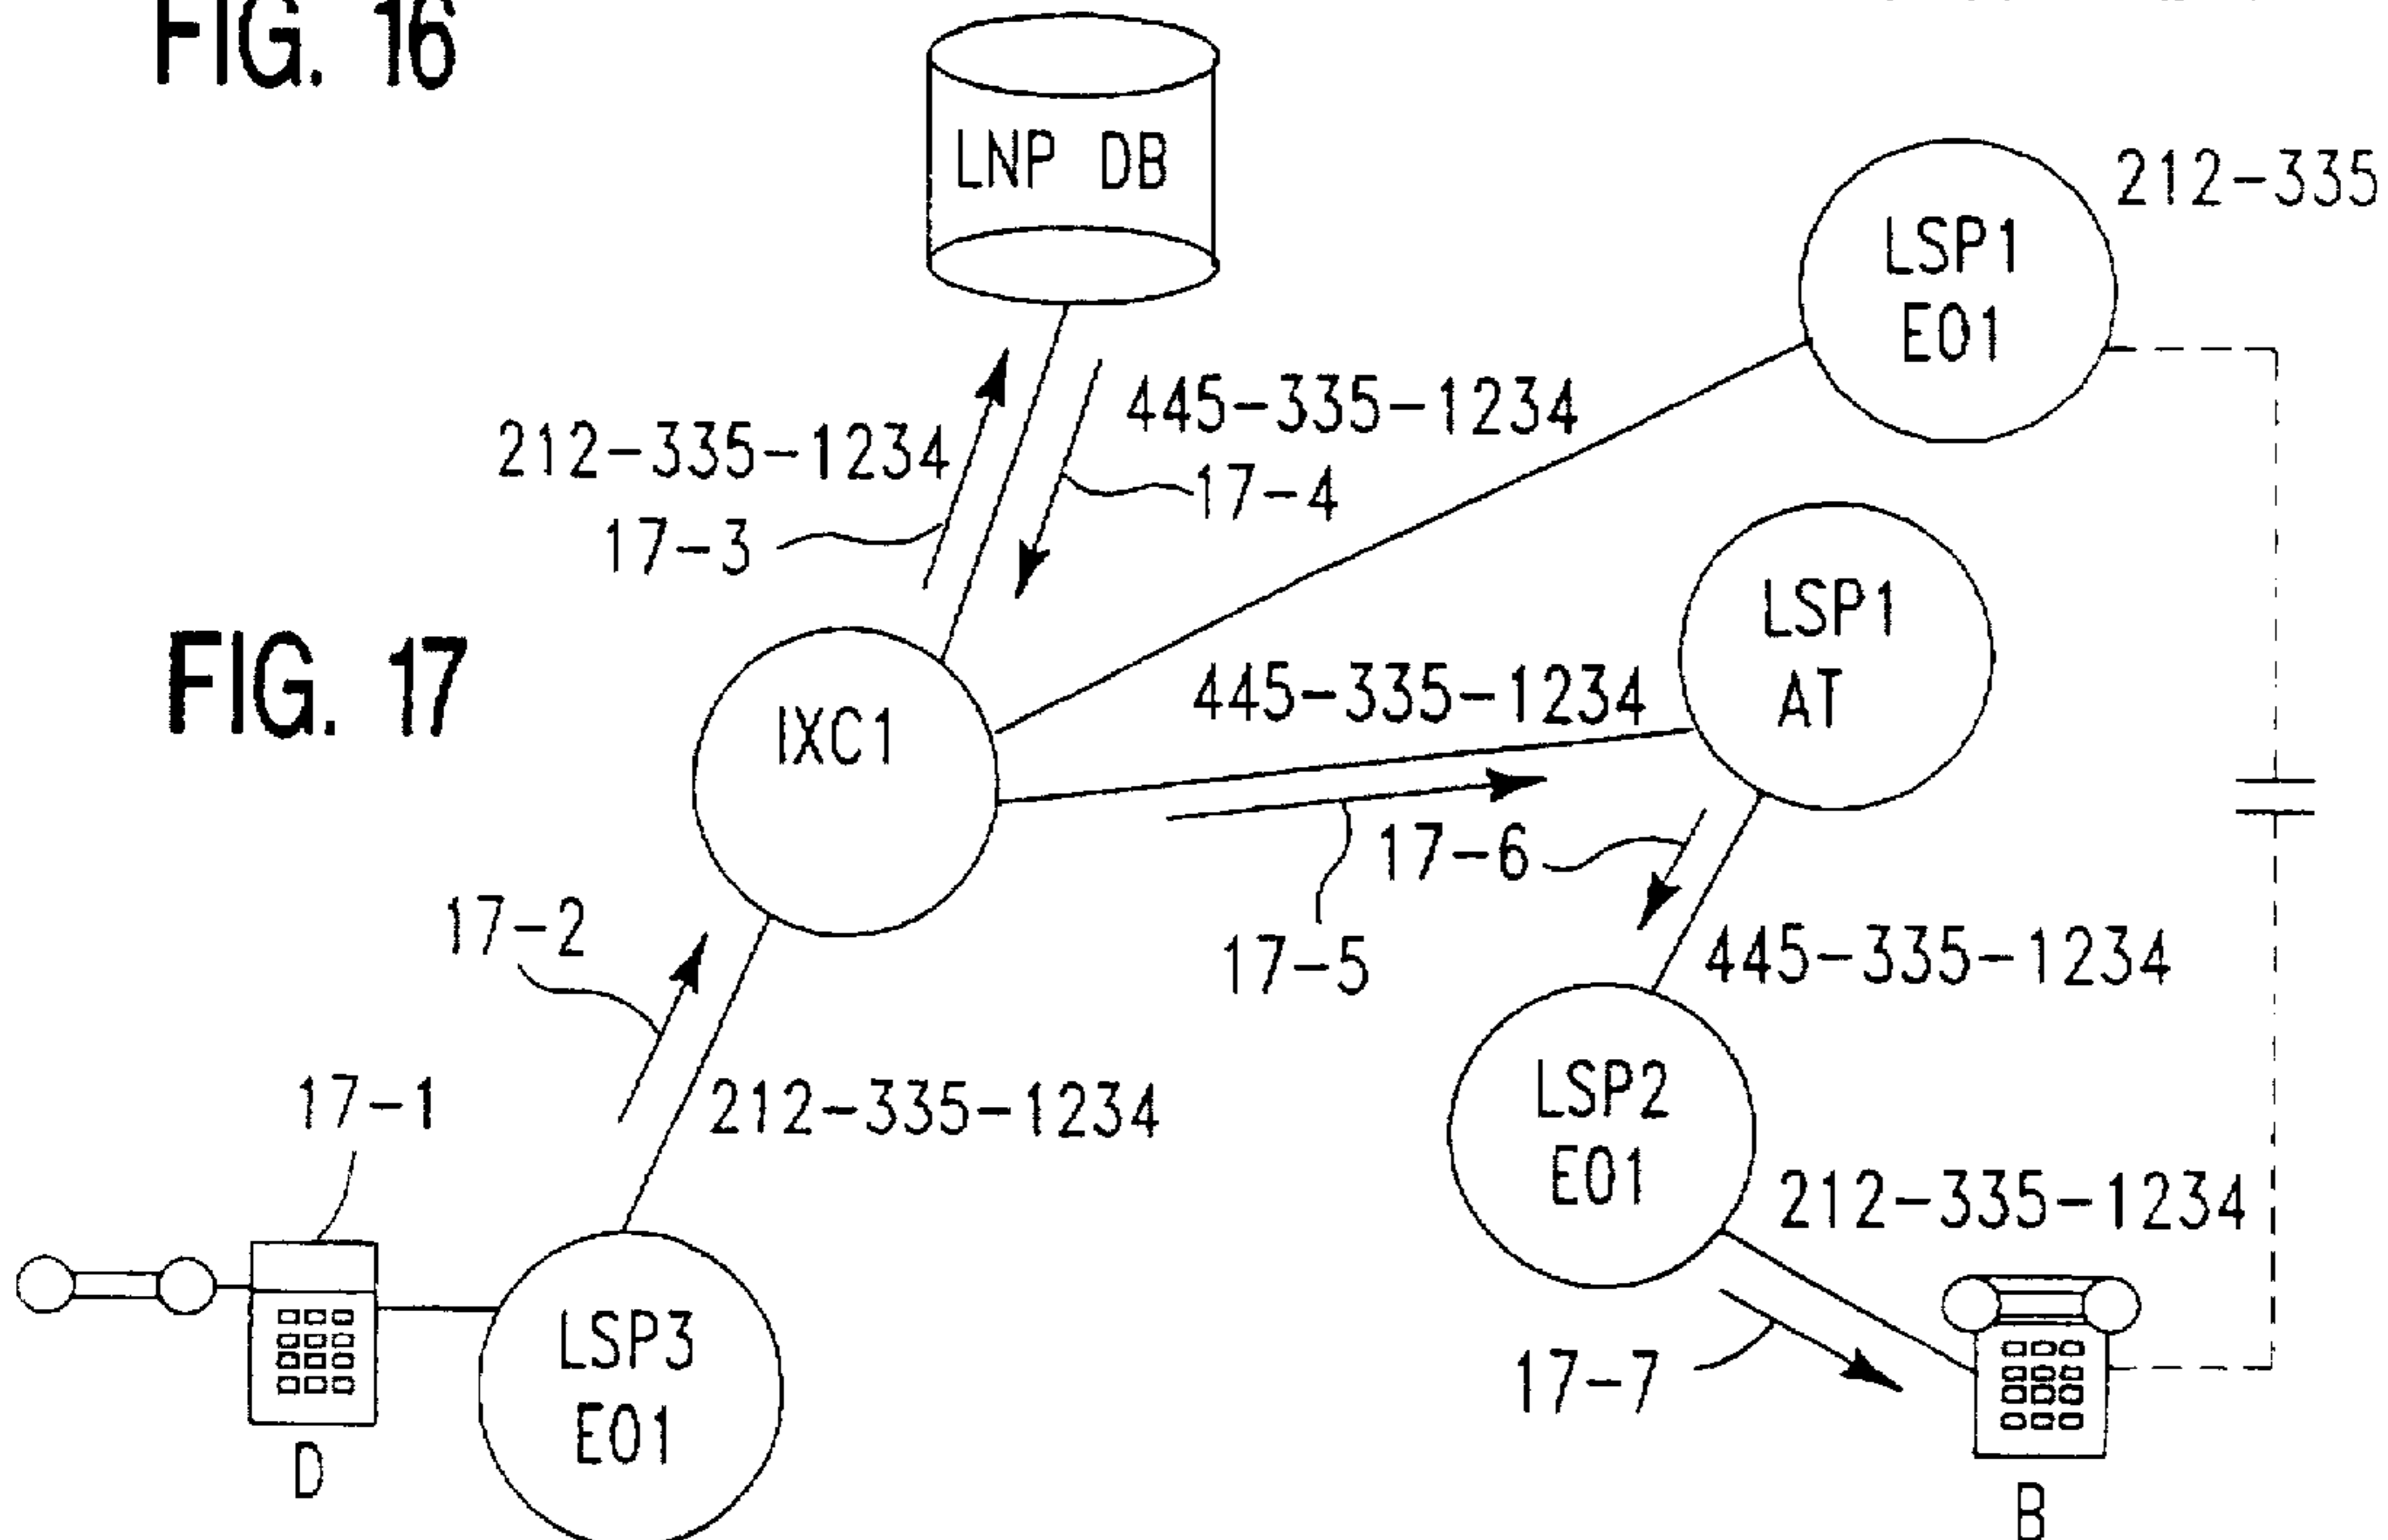 FIG. 16
LNP DB
212-335
LSP1
EO1
445-335-1234
212-335-1234
17-4
17-3
LSP1
AT
FIG. 17
445-335-1234
IXC1
17-6
17-2
17-5
445-335-1234
LSP2
EO1
17-1
212-335-1234
212-335-1234
LSP3
EO1
17-7
D
B